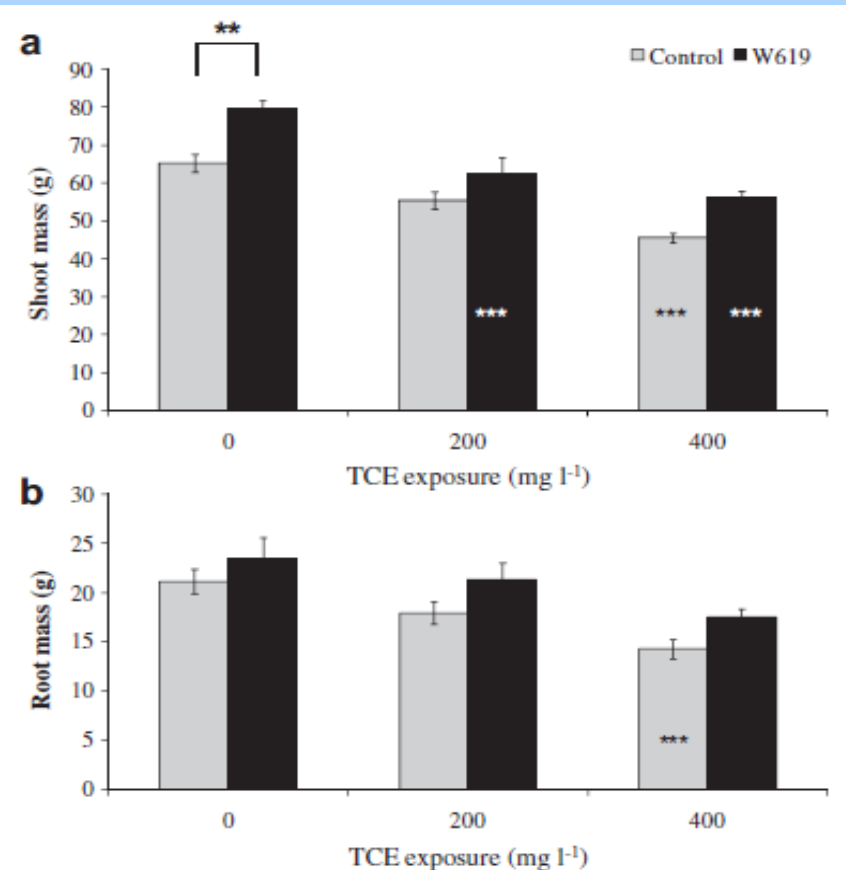 a
**
Control W619
90
80
70
60
50
40
30
20
10
0
Shoot mass (g)
*** *** ***
0 200 400
TCE exposure (mg l-1)
b
30
25
20
15
10
5
0
Root mass (g)
***
0 200 400
TCE exposure (mg l-1)